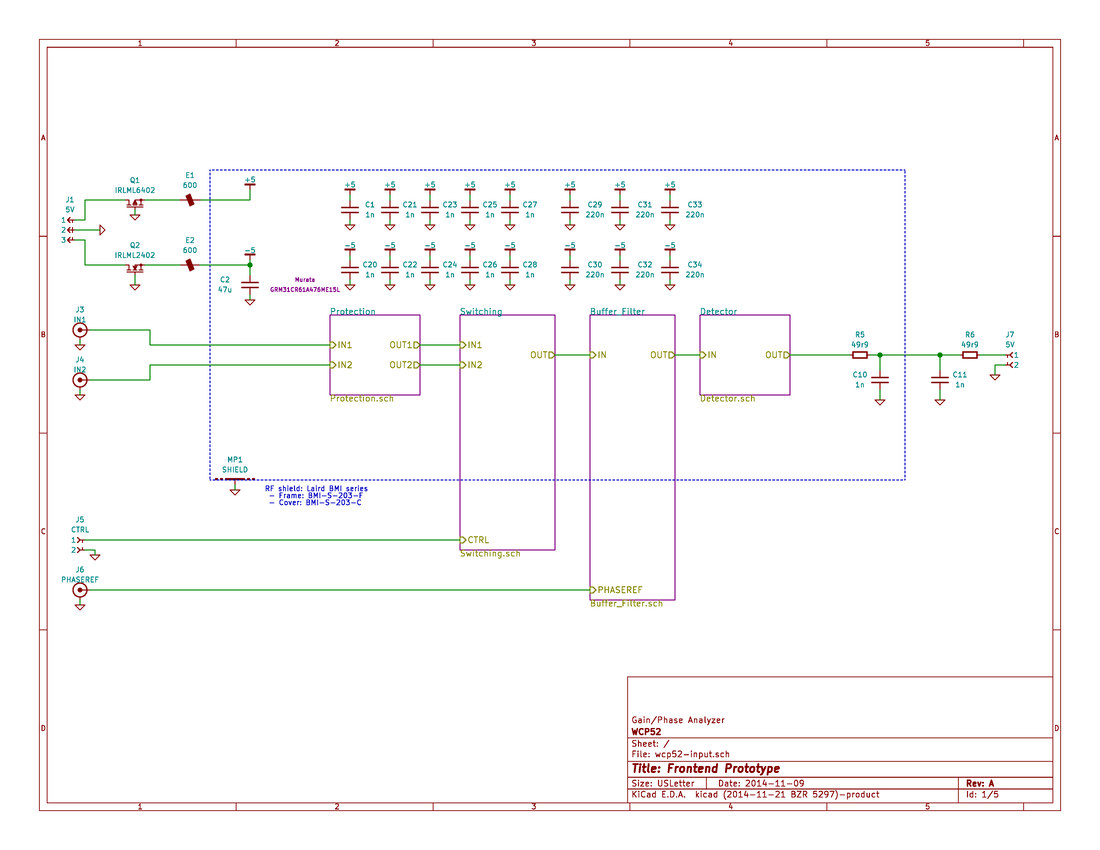 1 2 3 4 5
A A
Q1
IRLML6402
E1
600
+5
J1
5V
1
2
3
Q2
IRLML2402
E2
600
-5
C2
47u
Murata
GRM31CR61A476ME15L
+5 +5 +5 +5 +5 +5 +5 +5
C1 C21 C23 C25 C27 C29 C31 C33
1n 1n 1n 1n 1n 220n 220n 220n
-5 -5 -5 -5 -5 -5 -5 -5
C20 C22 C24 C26 C28 C30 C32 C34
1n 1n 1n 1n 1n 220n 220n 220n
J3
IN1
J4
IN2
B B
Protection
IN1 OUT1
IN2 OUT2
Protection.sch
Switching
IN1
IN2
OUT
CTRL
Switching.sch
Buffer Filter
IN OUT
PHASEREF
Buffer_Filter.sch
Detector
IN OUT
Detector.sch
R5
49r9
R6
49r9
J7
5V
1
2
C10
1n
C11
1n
MP1
SHIELD
RF shield: Laird BMI series
- Frame: BMI-S-203-F
- Cover: BMI-S-203-C
C C
J5
CTRL
1
2
J6
PHASEREF
D D
Gain/Phase Analyzer
WCP52
Sheet: /
File: wcp52-input.sch
Title: Frontend Prototype
Size: USLetter Date: 2014-11-09 Rev: A
KiCad E.D.A. kicad (2014-11-21 BZR 5297)-product Id: 1/5
1 2 3 4 5